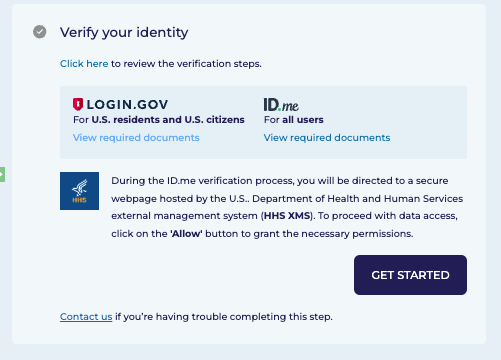 Verify your identity
Click here to review the verification steps.
LOGIN.GOV
For U.S. residents and U.S. citizens
View required documents
ID.me
For all users
View required documents
HHS
During the ID.me verification process, you will be directed to a secure
webpage hosted by the U.S.. Department of Health and Human Services
external management system (HHS XMS). To proceed with data access,
click on the 'Allow' button to grant the necessary permissions.
GET STARTED
Contact us if you're having trouble completing this step.